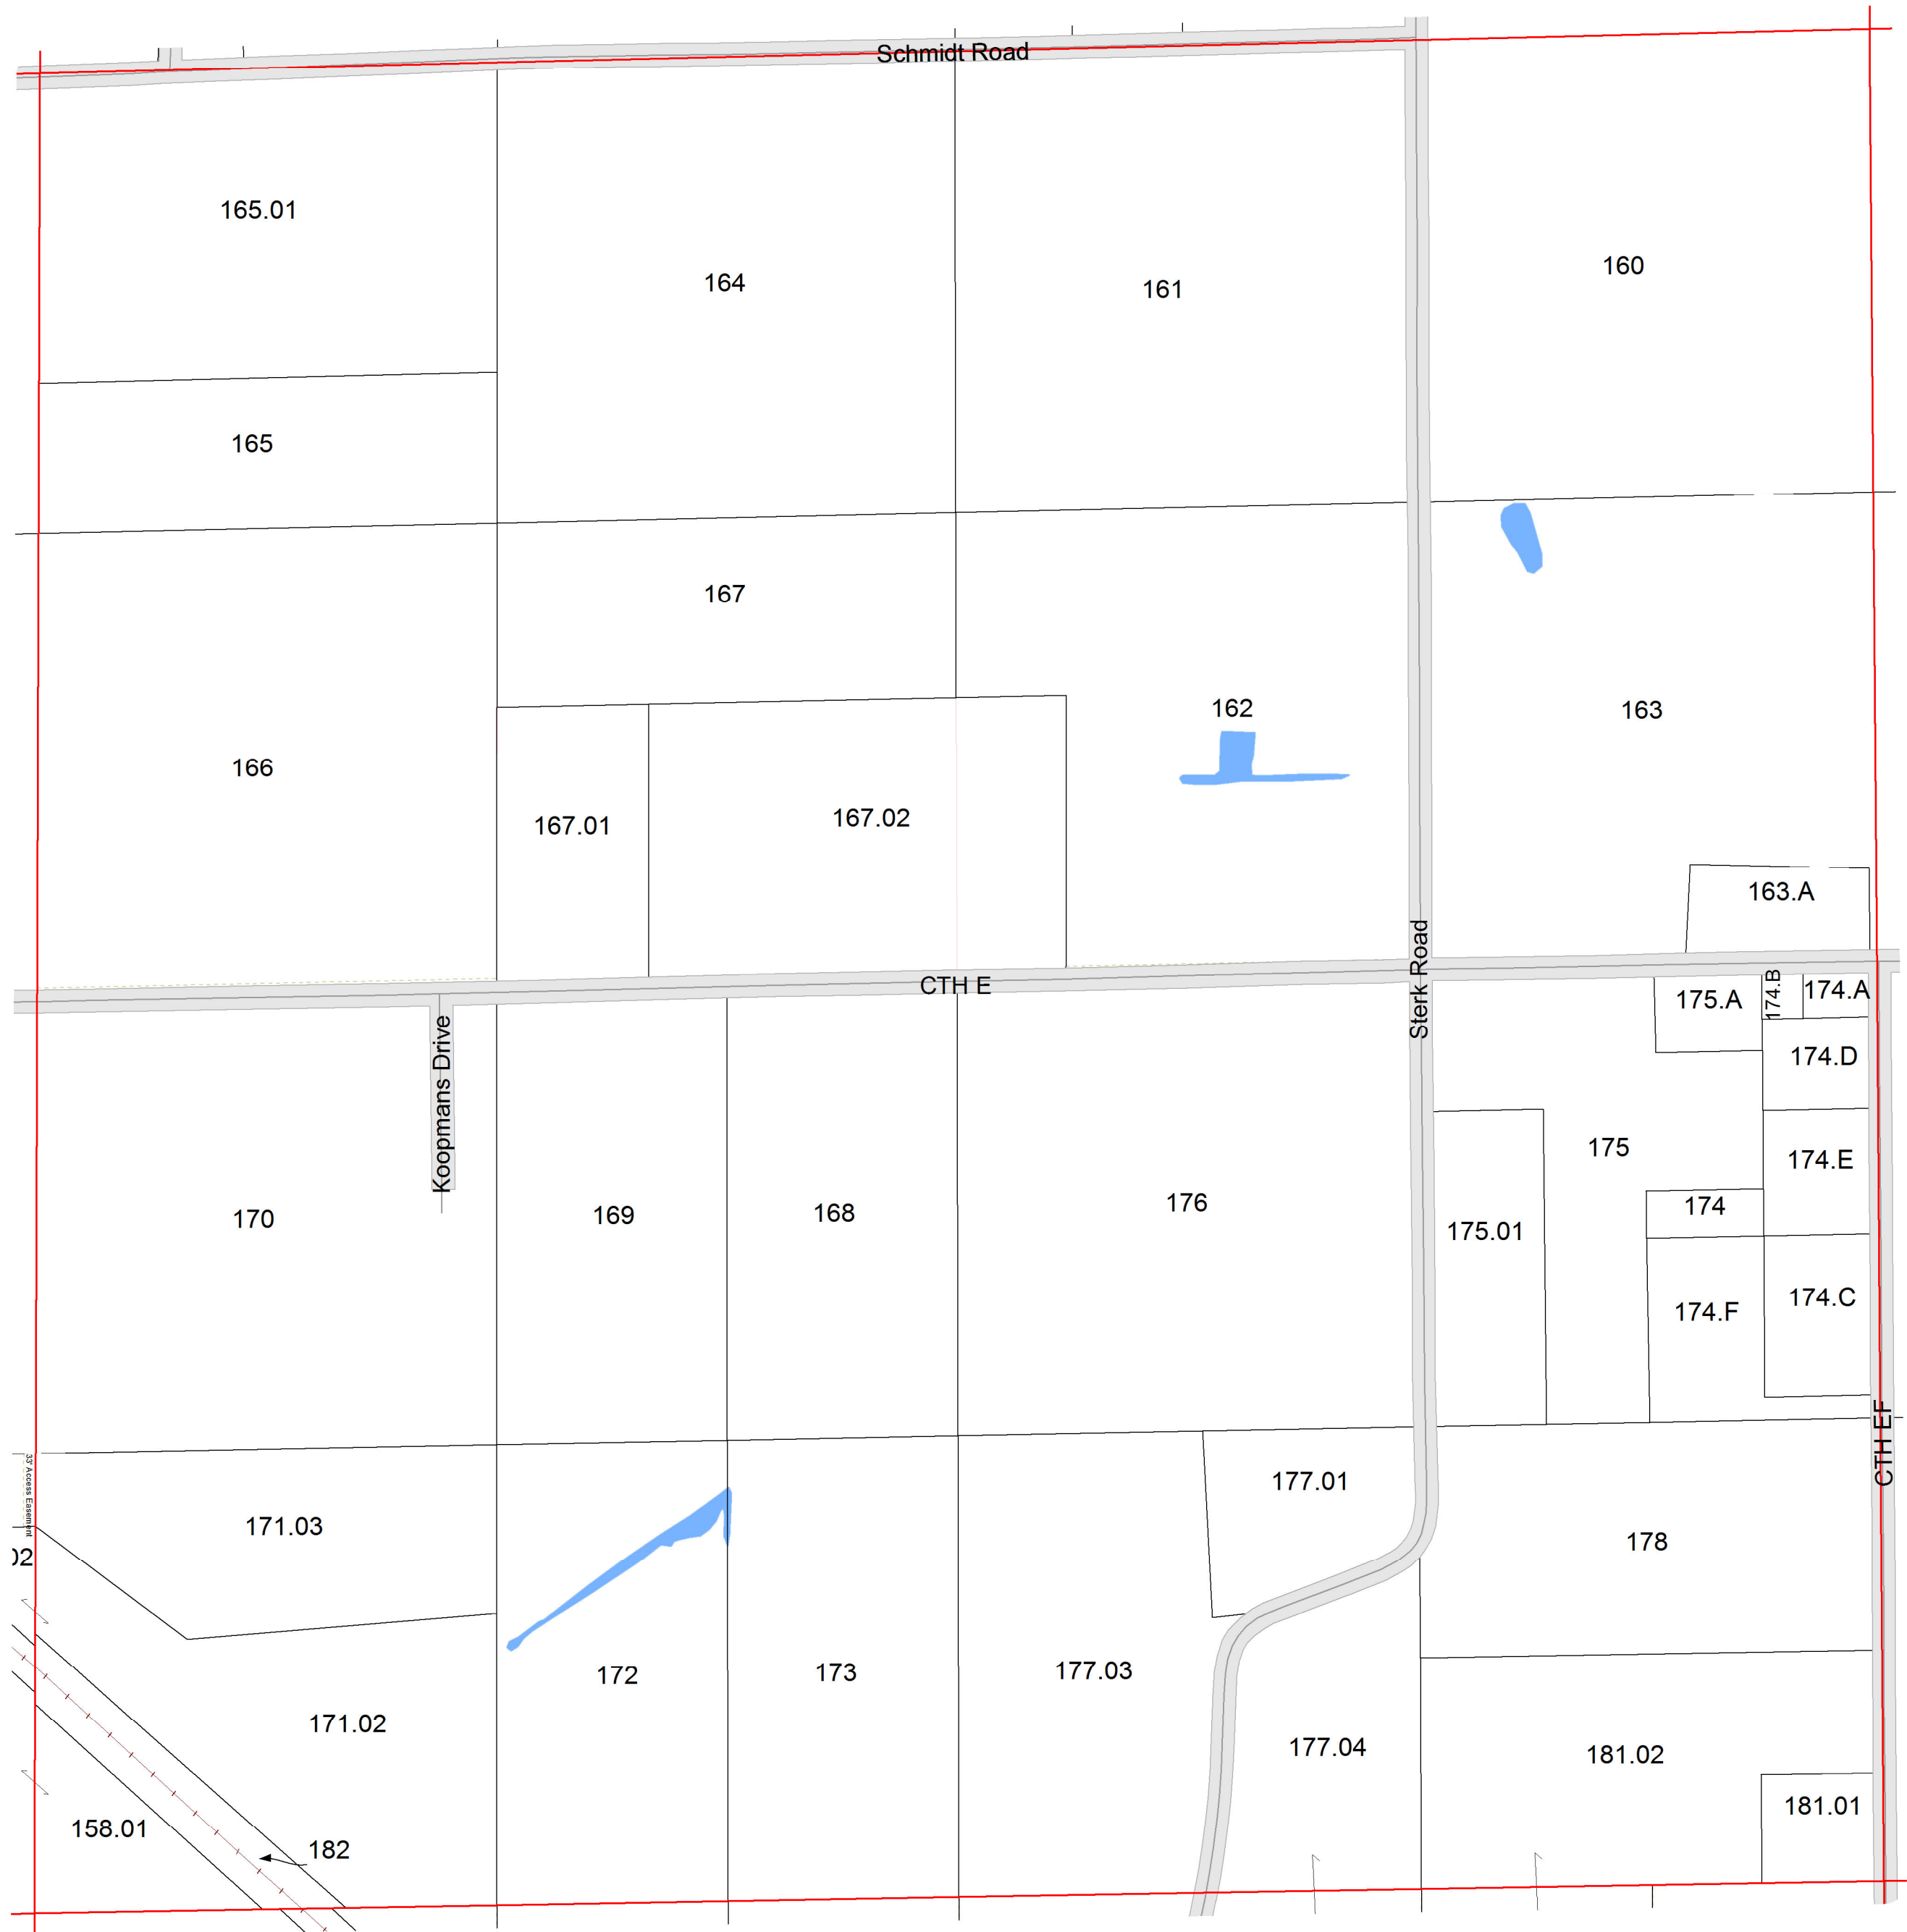 Schmidt Road
165.01
164
161
160
165
167
162
163
166
167.01
167.02
163.A
CTH E
Sterk Road
175.A
174.B
174.A
Koopmans Drive
174.D
175
174.E
170
169
168
176
175.01
174
174.F
174.C
CTH EF
33' Access Easement
171.03
177.01
178
02
172
173
177.03
171.02
177.04
181.02
158.01
182
181.01